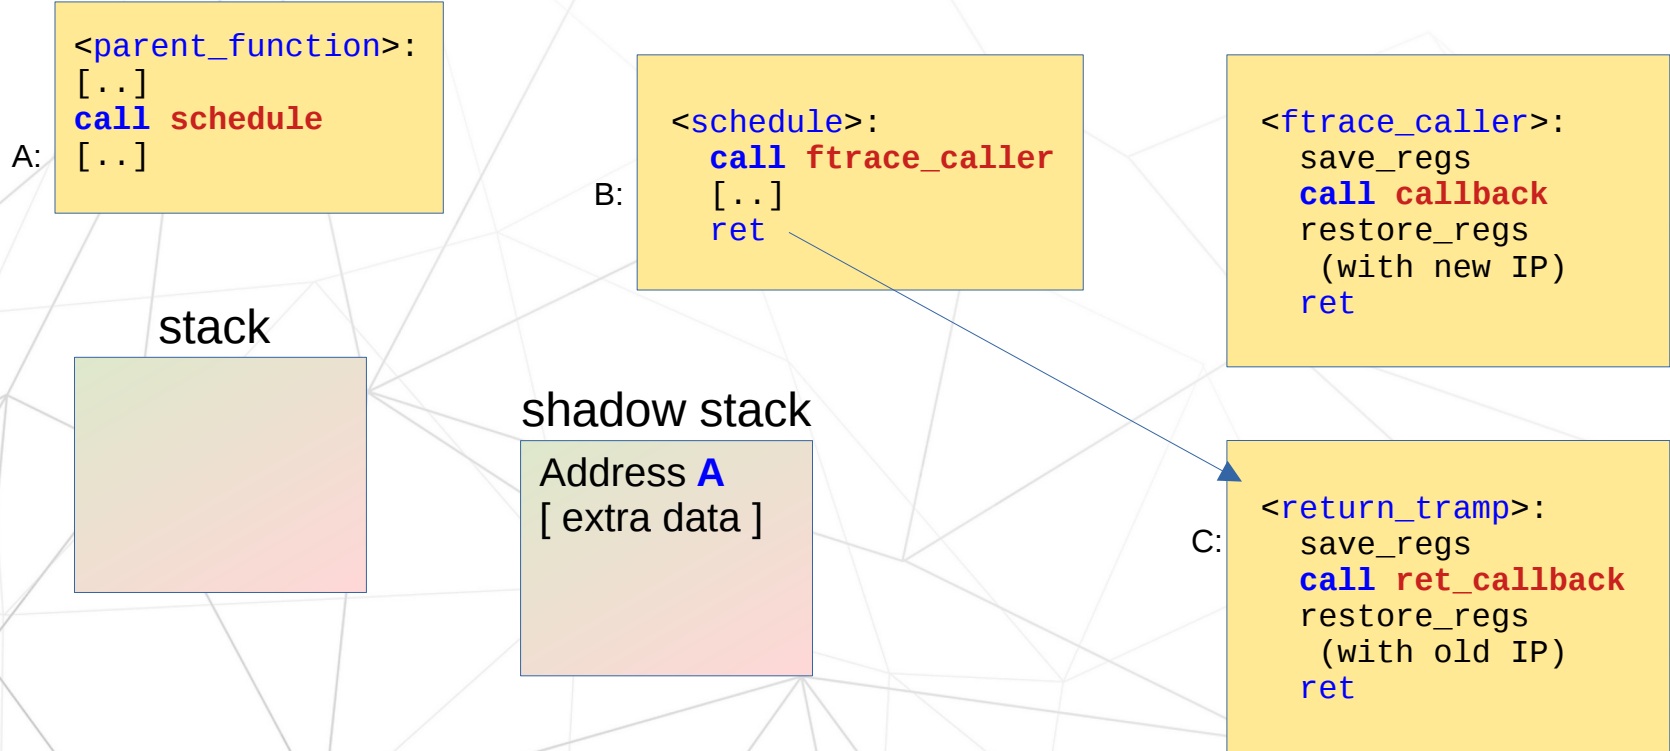 A:
<parent_function>:
[..]
call schedule
[..]
B:
<schedule>:
call ftrace_caller
[..]
ret
<ftrace_caller>:
save_regs
call callback
restore_regs
(with new IP)
ret
stack
shadow stack
Address A
[ extra data ]
C:
<return_tramp>:
save_regs
call ret_callback
restore_regs
(with old IP)
ret